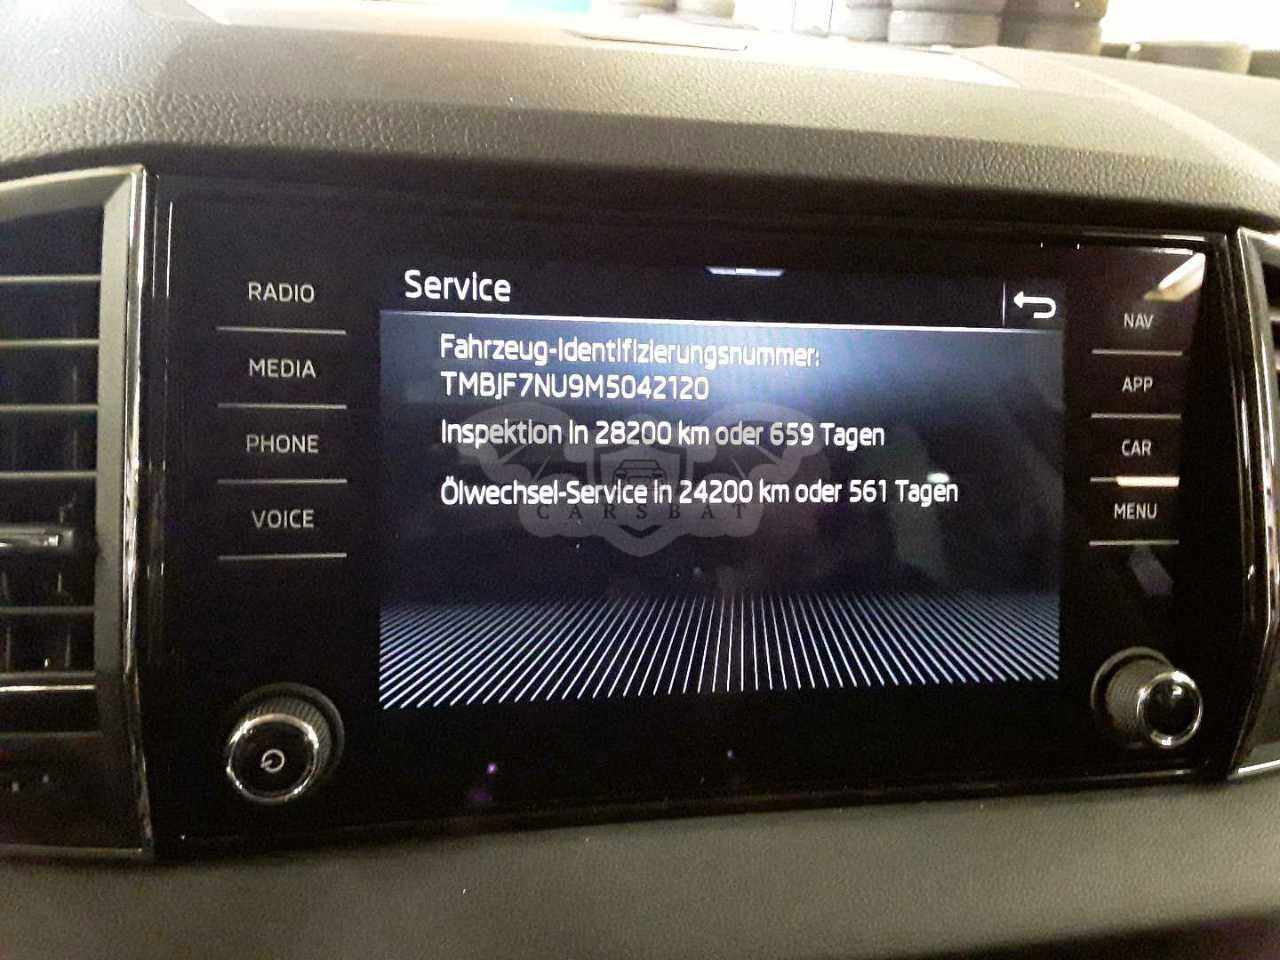 RADIO
MEDIA
PHONE
VOICE
Service
Fahrzeug-Identifizierungsnummer:
TMBJF7NU9M5042120
Inspektion in 28200 km oder 659 Tagen
Ölwechsel-Service in 24200 km oder 561 Tagen
CARSBAT
NAV
APP
CAR
MENU